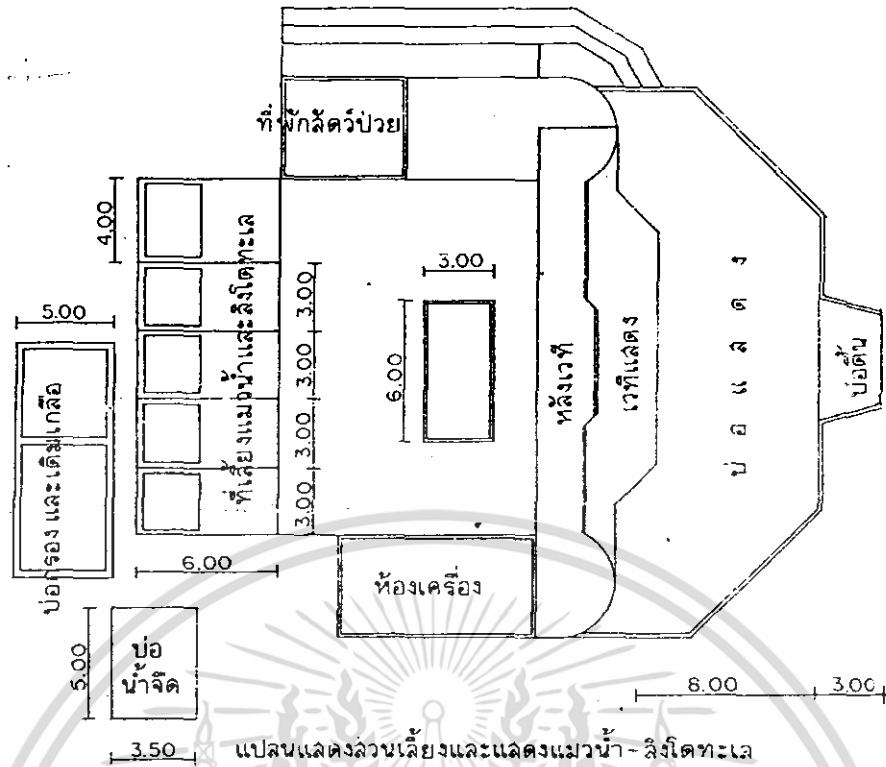 ที่พักสัตว์ป่วย
4.00
ที่เลี้ยงแมวน้ำและสิงโตทะเล
3.00
3.00
3.00
3.00
3.00
6.00
5.00
บ่อกรอง และเติมเกลือ
6.00
หลังเวที
เวทีแสดง
บ่อแสดง
บ่อตื้น
ห้องเครื่อง
5.00
บ่อ
น้ำจืด
3.50
8.00
3.00
แปลนแสดงส่วนเลี้ยงและแสดงแมวน้ำ - สิงโตทะเล